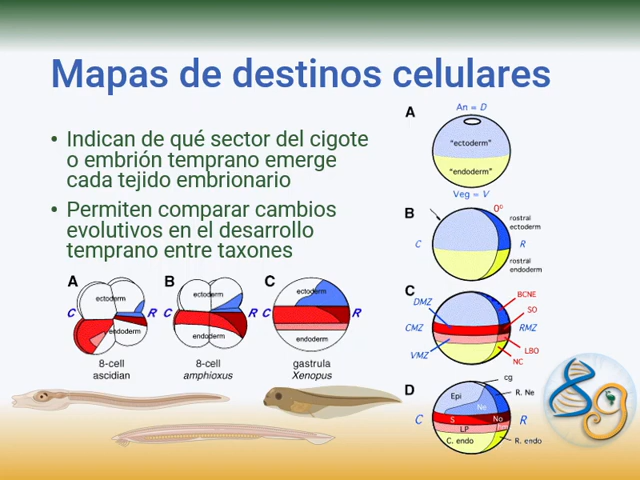 Mapas de destinos celulares
• Indican de qué sector del cigote
o embrión temprano emerge
cada tejido embrionario
• Permiten comparar cambios
evolutivos en el desarrollo
temprano entre taxones
A
ectoderm
C
R
endoderm
8-cell
ascidian
B
ectoderm
C
R
endoderm
8-cell
amphioxus
C
ectoderm
C
R
endoderm
gastrula
Xenopus
A
An = D
"ectoderm"
"endoderm"
Veg = V
B
0°
rostral
ectoderm
C
R
rostral
endoderm
C
BCNE
DMZ
SO
CMZ
RMZ
VMZ
LBO
NC
D
cg
Epi
R. Ne
Ne
C
S
No
R
LP
C. endo
R. endo